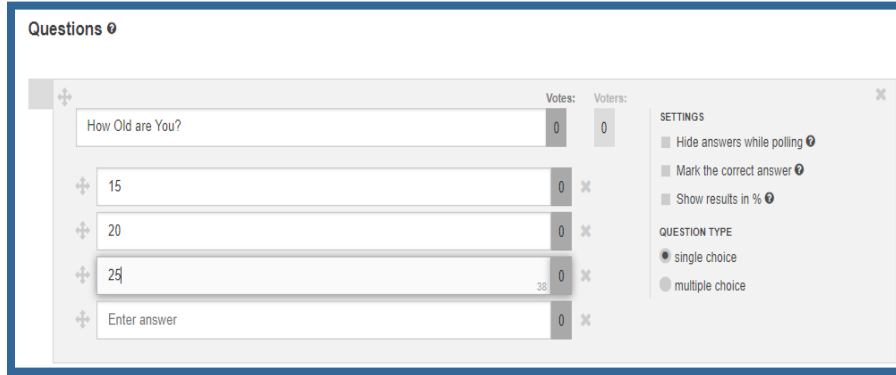 Questions
Votes: Voters:
How Old are You? 0 0
15 0
20 0
25 38 0
Enter answer 0
SETTINGS
Hide answers while polling
Mark the correct answer
Show results in %
QUESTION TYPE
single choice
multiple choice